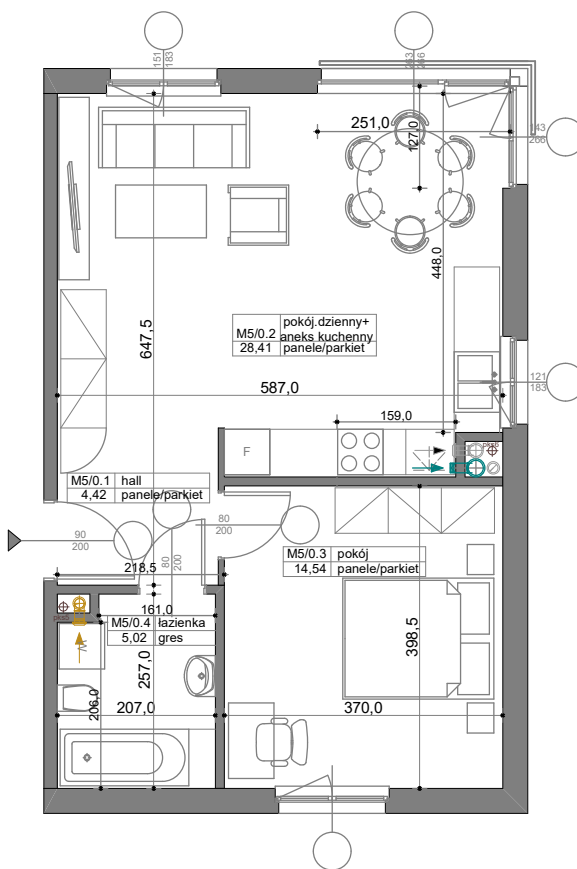 151
183
263
266
251,0
127,0
143
266
448,0
647,5
M5/0.2 pokój.dzienny+
aneks kuchenny
28,41 panele/parkiet
587,0
121
183
159,0
F
M5/0.1 hall
4,42 panele/parkiet
90
200
80
200
80
200
M5/0.3 pokój
14,54 panele/parkiet
218,5
161,0
M5/0.4 łazienka
5,02 gres
W
257,0
206,0
207,0
398,5
370,0